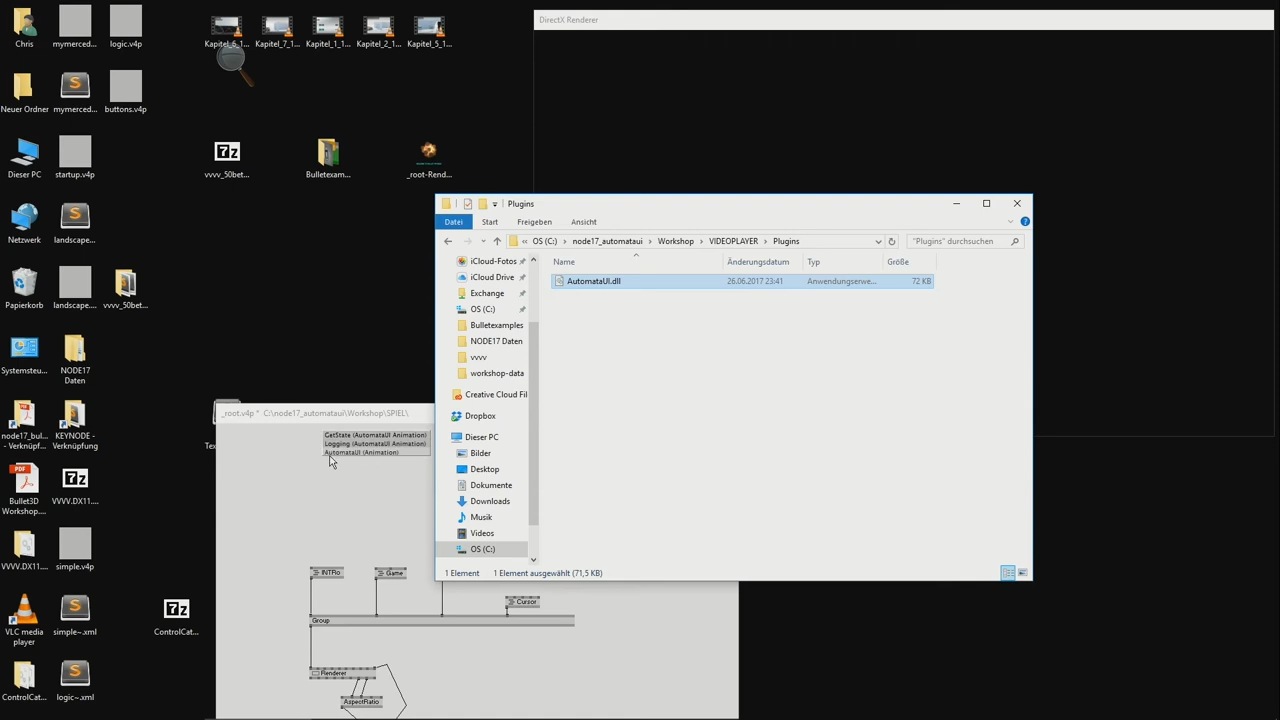 Chris
mymerced...
logic.v4p
Kapitel_6_1...
Kapitel_7_1...
Kapitel_1_1...
Kapitel_2_1...
Kapitel_5_1...
DirectX Renderer
Neuer Ordner
mymerced...
buttons.v4p
Dieser PC
startup.v4p
vvvv_50bet...
Bulletexam...
_root-Rend...
Netzwerk
landscape...
Papierkorb
landscape...
vvvv_50bet...
Systemsteu...
NODE17
Daten
node17_bul...
- Verknüpf...
KEYNODE -
Verknüpfung
Bullet3D
Workshop....
VVVV.DX11....
VVVV.DX11....
simple.v4p
VLC media
player
simple~.xml
ControlCat...
ControlCat...
logic~.xml
Plugins
Datei
Start
Freigeben
Ansicht
« OS (C:) › node17_automataui › Workshop › VIDEOPLAYER › Plugins
"Plugins" durchsuchen
Name
Änderungsdatum
Typ
Größe
AutomataUI.dll
26.06.2017 23:41
Anwendungserwe...
72 KB
iCloud-Fotos
iCloud Drive
Exchange
OS (C:)
Bulletexamples
NODE17 Daten
vvvv
workshop-data
Creative Cloud Fil
Dropbox
Dieser PC
Bilder
Desktop
Dokumente
Downloads
Musik
Videos
OS (C:)
1 Element
1 Element ausgewählt (71,5 KB)
_root.v4p * C:\node17_automataui\Workshop\SPIEL\
GetState (AutomataUI Animation)
Logging (AutomataUI Animation)
AutomataUI (Animation)
INTRo
Game
Cursor
Group
Renderer
AspectRatio